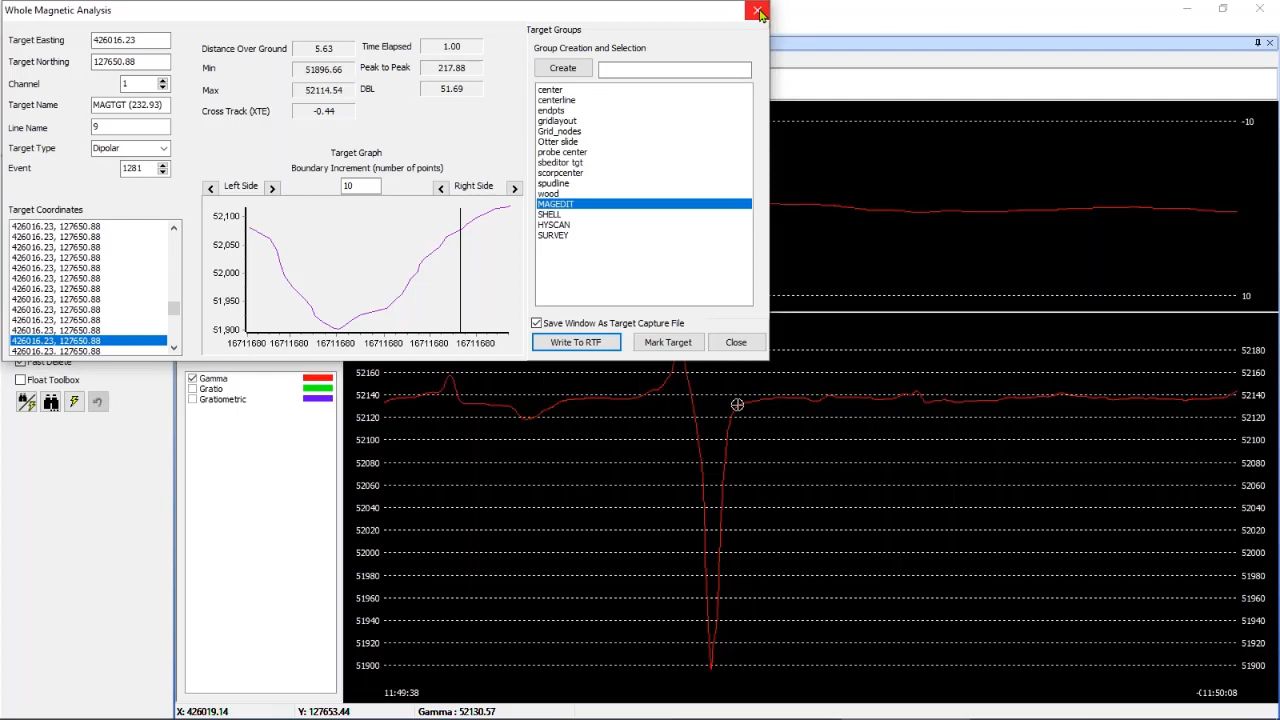 Whole Magnetic Analysis
Target Easting 426016.23
Target Northing 127650.88
Channel 1
Target Name MAGTGT (232.93)
Line Name 9
Target Type Dipolar
Event 1281
Target Coordinates
426016.23, 127650.88
426016.23, 127650.88
426016.23, 127650.88
426016.23, 127650.88
426016.23, 127650.88
426016.23, 127650.88
426016.23, 127650.88
426016.23, 127650.88
426016.23, 127650.88
426016.23, 127650.88
426016.23, 127650.88
426016.23, 127650.88
426016.23, 127650.88
Distance Over Ground 5.63 Time Elapsed 1.00
Min 51896.66 Peak to Peak 217.88
Max 52114.54 DBL 51.69
Cross Track (XTE) -0.44
Target Graph
Boundary Increment (number of points)
< Left Side > 10 < Right Side >
52,100
52,050
52,000
51,950
51,900
16711680 16711680 16711680 16711680 16711680 16711680
Target Groups
Group Creation and Selection
Create
center
centerline
endpts
gridlayout
Grid_nodes
Otter slide
probe center
sbeditor tgt
scorpcenter
spudline
wood
MAGEDIT
SHELL
HYSCAN
SURVEY
Save Window As Target Capture File
Write To RTF Mark Target Close
-10
10
Fast Delete
Float Toolbox
Gamma
Gratio
Gratiometric
52180
52160 52160
52140 52140
52120 52120
52100 52100
52080 52080
52060 52060
52040 52040
52020 52020
52000 52000
51980 51980
51960 51960
51940 51940
51920 51920
51900 51900
11:49:38 -(11:50:08
X: 426019.14 Y: 127653.44 Gamma : 52130.57